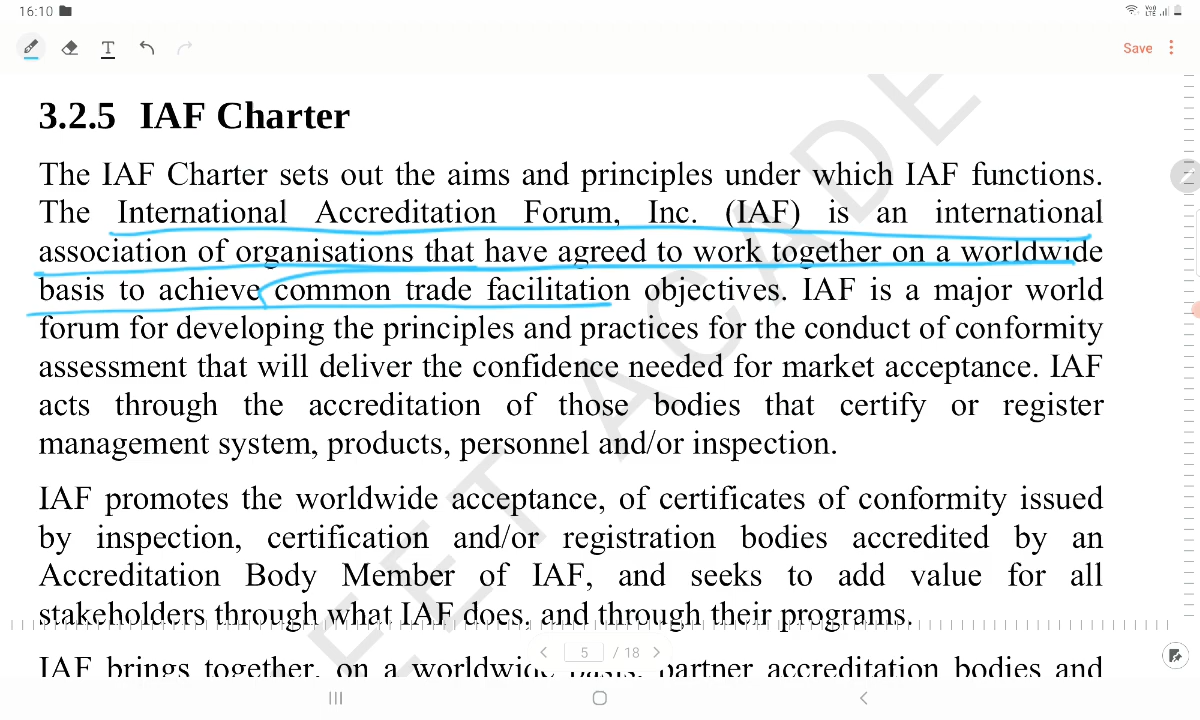 16:10
Save
3.2.5 IAF Charter
The IAF Charter sets out the aims and principles under which IAF functions.
The International Accreditation Forum, Inc. (IAF) is an international
association of organisations that have agreed to work together on a worldwide
basis to achieve common trade facilitation objectives. IAF is a major world
forum for developing the principles and practices for the conduct of conformity
assessment that will deliver the confidence needed for market acceptance. IAF
acts through the accreditation of those bodies that certify or register
management system, products, personnel and/or inspection.
IAF promotes the worldwide acceptance, of certificates of conformity issued
by inspection, certification and/or registration bodies accredited by an
Accreditation Body Member of IAF, and seeks to add value for all
stakeholders through what IAF does, and through their programs.
5 / 18
IAF brings together, on a worldwide basis, partner accreditation bodies and